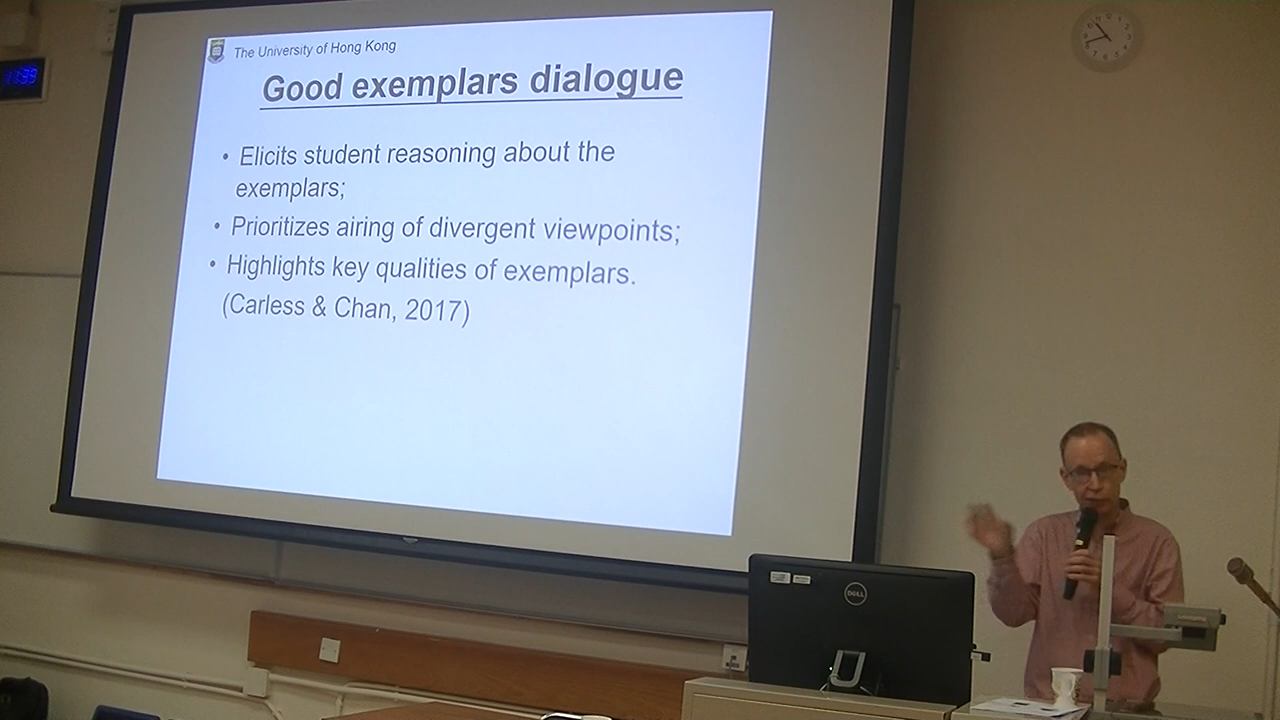 The University of Hong Kong
Good exemplars dialogue
• Elicits student reasoning about the
exemplars;
• Prioritizes airing of divergent viewpoints;
• Highlights key qualities of exemplars.
(Carless & Chan, 2017)
DELL